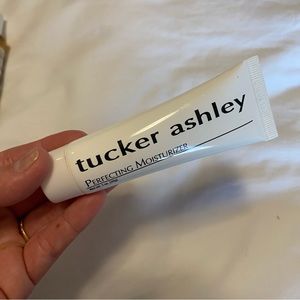 tucker ashley
PERFECTING MOISTURIZER